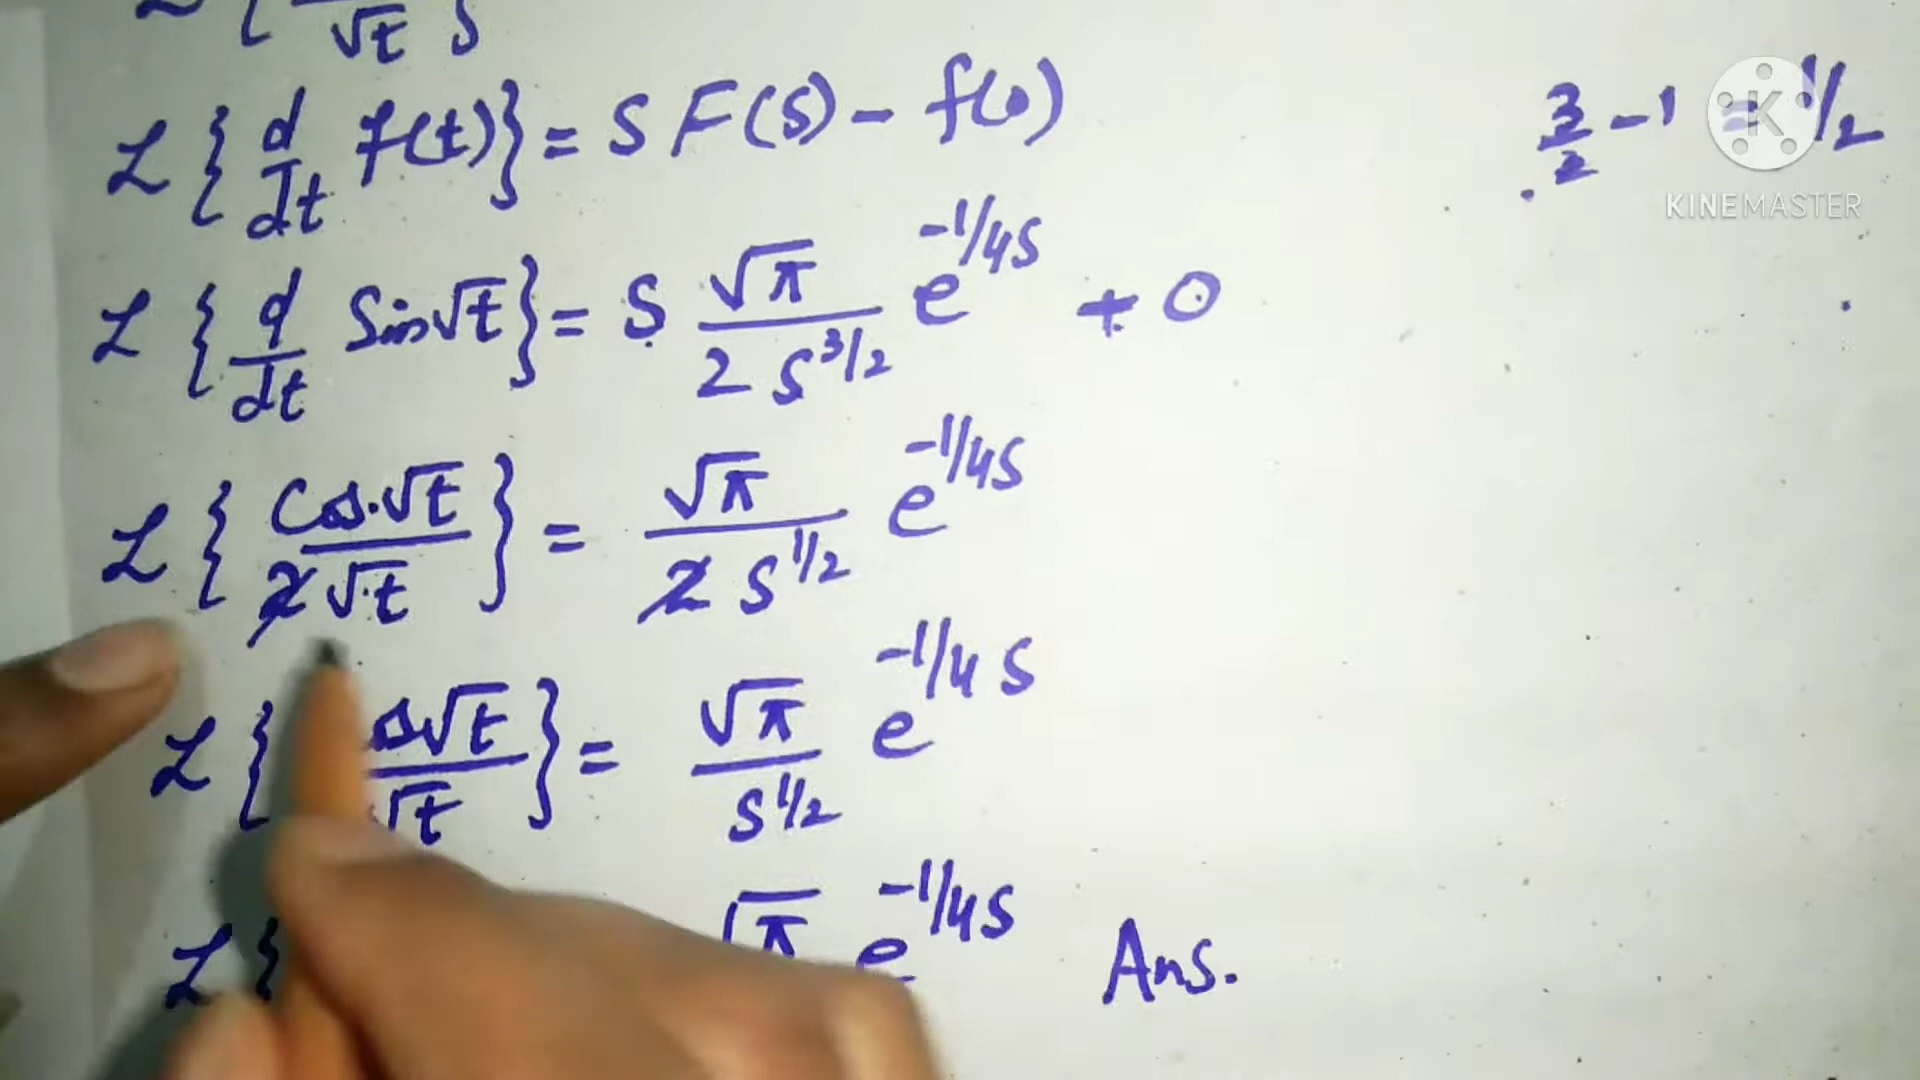 √t }
L { d/dt f(t) } = S F(S) - f(0)
3/2 - 1 = 1/2
KINEMASTER
L { d/dt Sin√t } = S √π / 2 S^3/2 e^-1/4S + 0
L { Cos.√t / 2√t } = √π / 2 S^1/2 e^-1/4S
L { os√t / √t } = √π / S^1/2 e^-1/4S
L { √π e^-1/4S Ans.